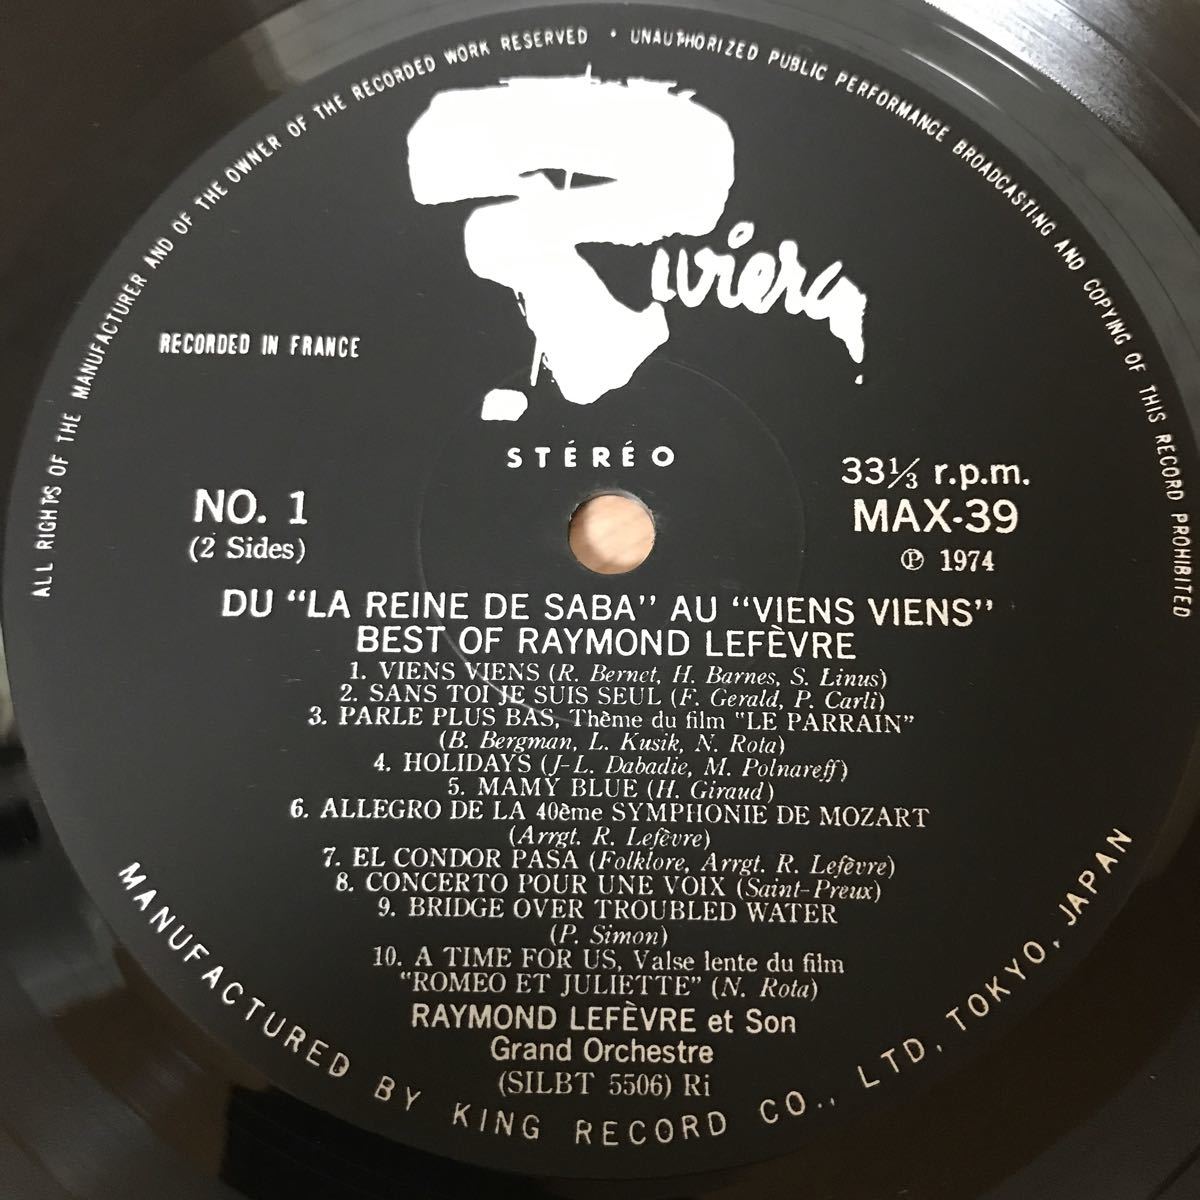 ALL RIGHTS OF THE MANUFACTURER AND OF THE OWNER OF THE RECORDED WORK RESERVED • UNAUTHORIZED PUBLIC PERFORMANCE BROADCASTING AND COPYING OF THIS RECORD PROHIBITED
Riviera
RECORDED IN FRANCE
STÉRÉO
NO. 1
(2 Sides)
33⅓ r.p.m.
MAX-39
Ⓟ 1974
DU “LA REINE DE SABA” AU “VIENS VIENS”
BEST OF RAYMOND LEFÈVRE
1. VIENS VIENS (R. Bernet, H. Barnes, S. Linus)
2. SANS TOI JE SUIS SEUL (F. Gerald, P. Carli)
3. PARLE PLUS BAS, Thème du film “LE PARRAIN”
(B. Bergman, L. Kusik, N. Rota)
4. HOLIDAYS (J-L. Dabadie, M. Polnareff)
5. MAMY BLUE (H. Giraud)
6. ALLEGRO DE LA 40ème SYMPHONIE DE MOZART
(Arrgt. R. Lefèvre)
7. EL CONDOR PASA (Folklore, Arrgt. R. Lefèvre)
8. CONCERTO POUR UNE VOIX (Saint-Preux)
9. BRIDGE OVER TROUBLED WATER
(P. Simon)
10. A TIME FOR US, Valse lente du film
“ROMEO ET JULIETTE” (N. Rota)
RAYMOND LEFÈVRE et Son
Grand Orchestre
(SILBT 5506) Ri
MANUFACTURED BY KING RECORD CO., LTD, TOKYO, JAPAN